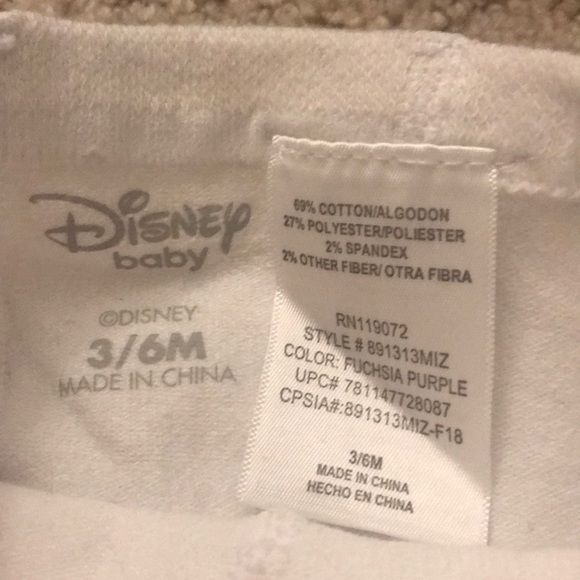 Disney
baby
©DISNEY
3/6M
MADE IN CHINA
69% COTTON/ALGODON
27% POLYESTER/POLIESTER
2% SPANDEX
2% OTHER FIBER/ OTRA FIBRA
RN119072
STYLE # 891313MIZ
COLOR: FUCHSIA PURPLE
UPC# 781147728087
CPSIA#:891313MIZ-F18
3/6M
MADE IN CHINA
HECHO EN CHINA